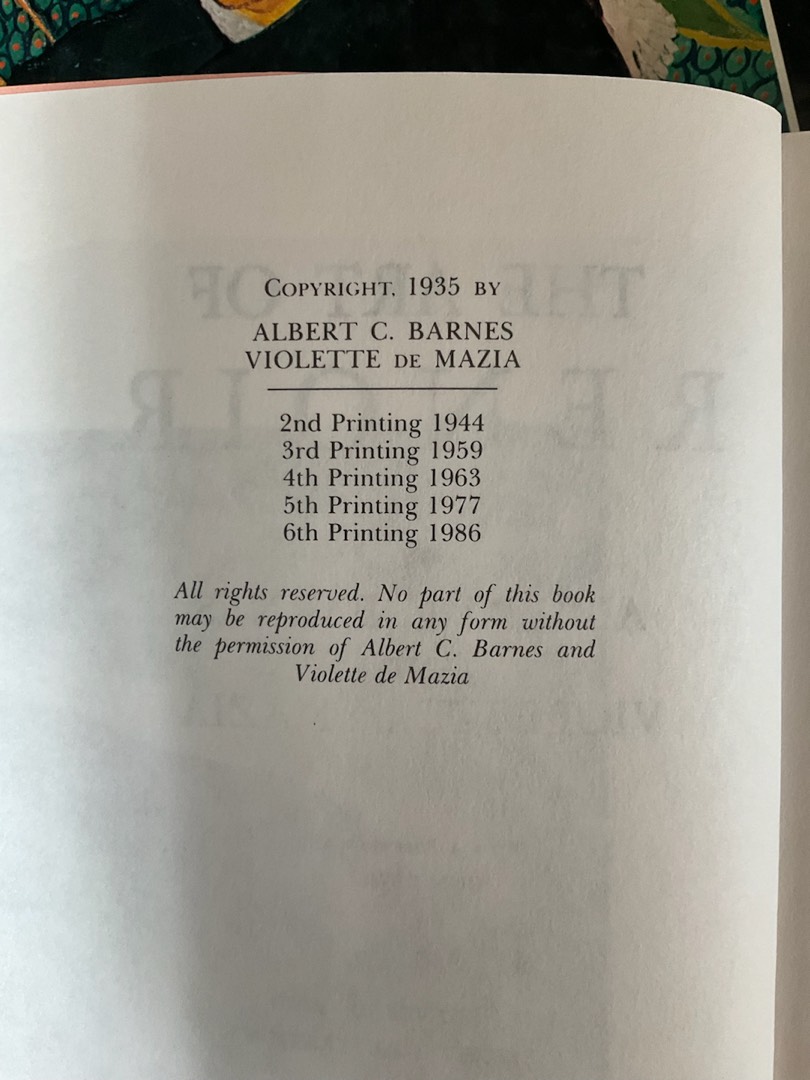 COPYRIGHT, 1935 BY
ALBERT C. BARNES
VIOLETTE DE MAZIA
2nd Printing 1944
3rd Printing 1959
4th Printing 1963
5th Printing 1977
6th Printing 1986
All rights reserved. No part of this book
may be reproduced in any form without
the permission of Albert C. Barnes and
Violette de Mazia